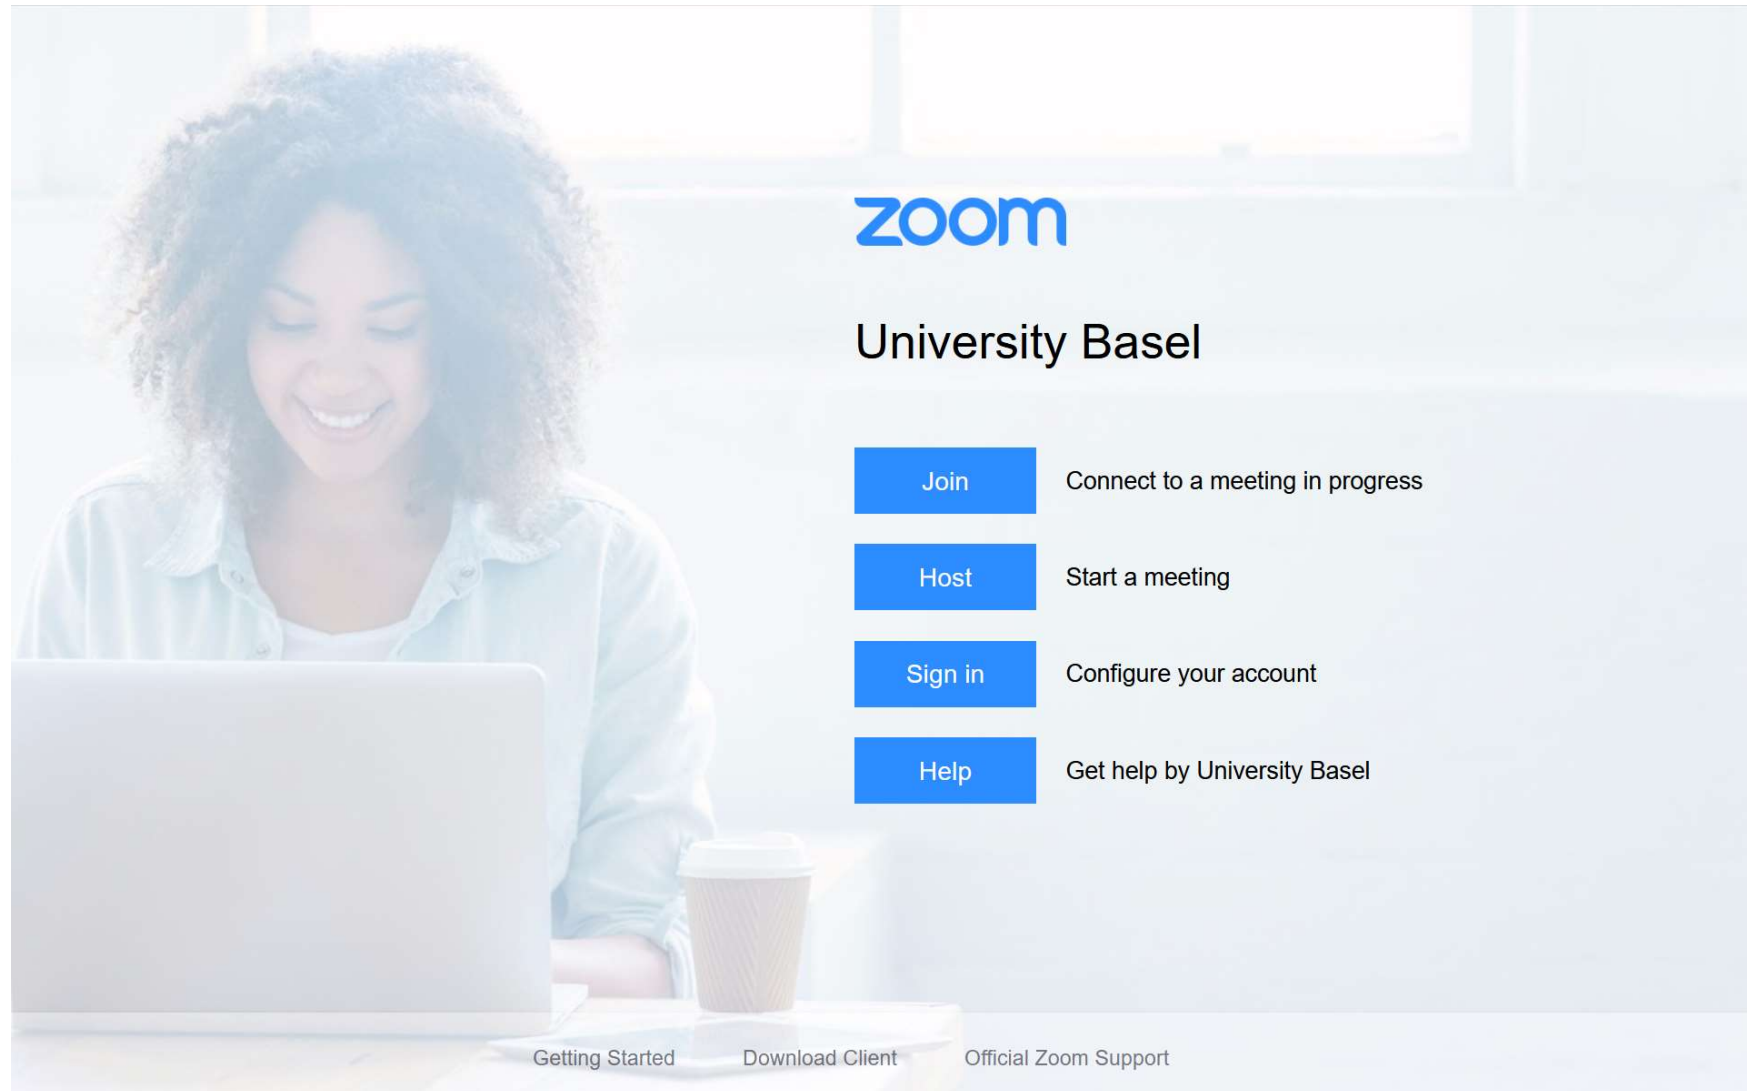 zoom
University Basel
Join Connect to a meeting in progress
Host Start a meeting
Sign in Configure your account
Help Get help by University Basel
Getting Started Download Client Official Zoom Support